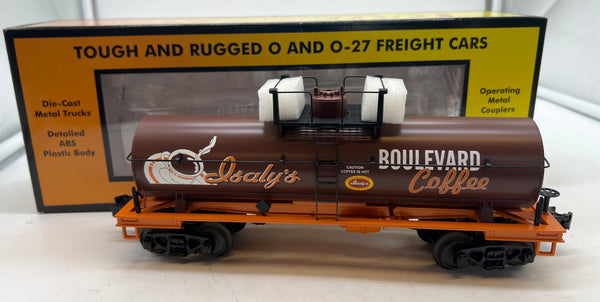 TOUGH AND RUGGED O AND O-27 FREIGHT CARS
Die-Cast
Metal Trucks
Detailed
ABS
Plastic Body
Operating
Metal
Couplers
Isaly's
CAUTION
COFFEE IS HOT
Isaly's
BOULEVARD
Coffee